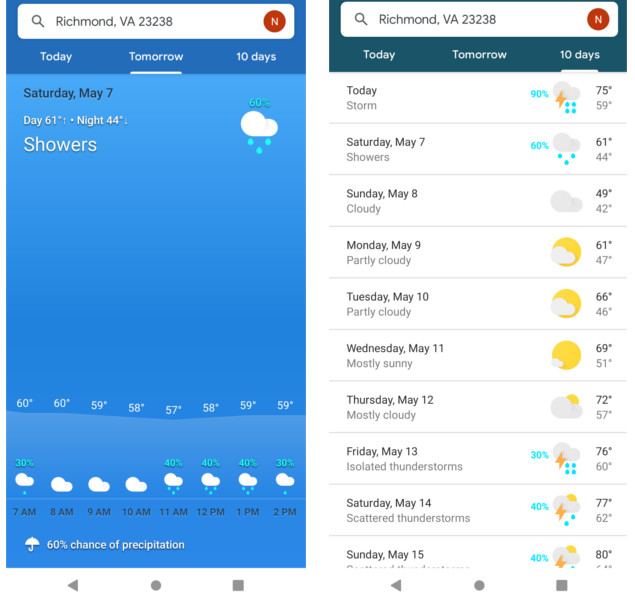 Richmond, VA 23238
N
Today Tomorrow 10 days
Saturday, May 7
60%
Day 61°↑ • Night 44°↓
Showers
60° 60° 59° 58° 57° 58° 59° 59°
30% 40% 40% 40% 30%
7 AM 8 AM 9 AM 10 AM 11 AM 12 PM 1 PM 2 PM
60% chance of precipitation
Richmond, VA 23238
N
Today Tomorrow 10 days
Today
Storm
90%
75°
59°
Saturday, May 7
Showers
60%
61°
44°
Sunday, May 8
Cloudy
49°
42°
Monday, May 9
Partly cloudy
61°
47°
Tuesday, May 10
Partly cloudy
66°
46°
Wednesday, May 11
Mostly sunny
69°
51°
Thursday, May 12
Mostly cloudy
72°
57°
Friday, May 13
Isolated thunderstorms
30%
76°
60°
Saturday, May 14
Scattered thunderstorms
40%
77°
62°
Sunday, May 15
40%
80°